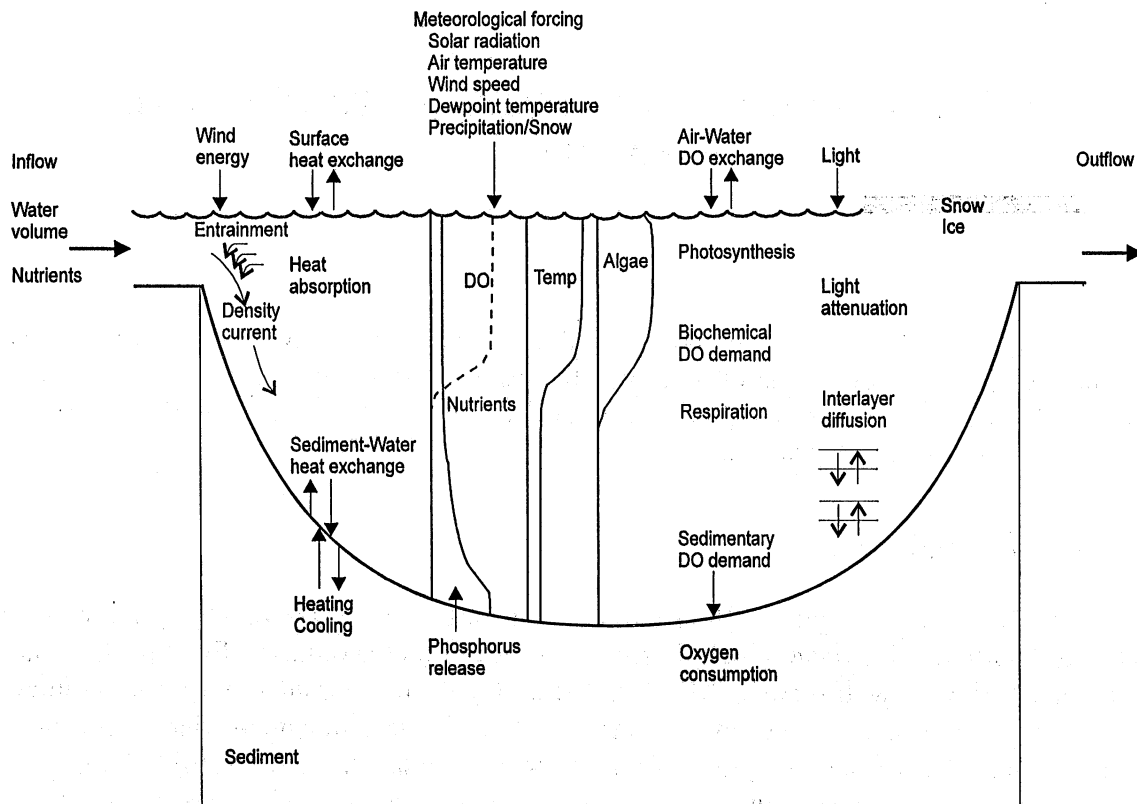 Meteorological forcing
Solar radiation
Air temperature
Wind speed
Dewpoint temperature
Precipitation/Snow
Inflow
Wind
energy
Surface
heat exchange
Air-Water
DO exchange
Light
Outflow
Water
volume
Nutrients
Entrainment
Heat
absorption
Density
current
DO
Temp
Algae
Photosynthesis
Snow
Ice
Light
attenuation
Biochemical
DO demand
Nutrients
Respiration
Interlayer
diffusion
Sediment-Water
heat exchange
Sedimentary
DO demand
Heating
Cooling
Phosphorus
release
Oxygen
consumption
Sediment